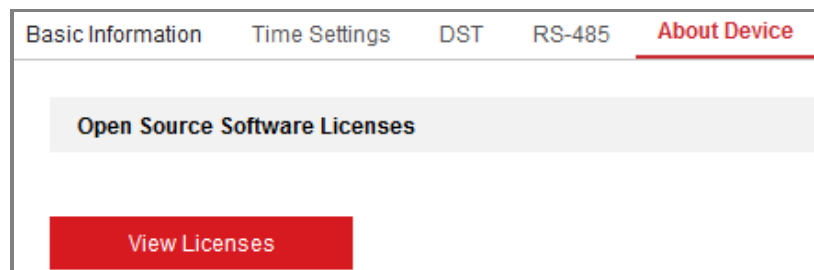 Basic Information Time Settings DST RS-485 About Device
Open Source Software Licenses
View Licenses